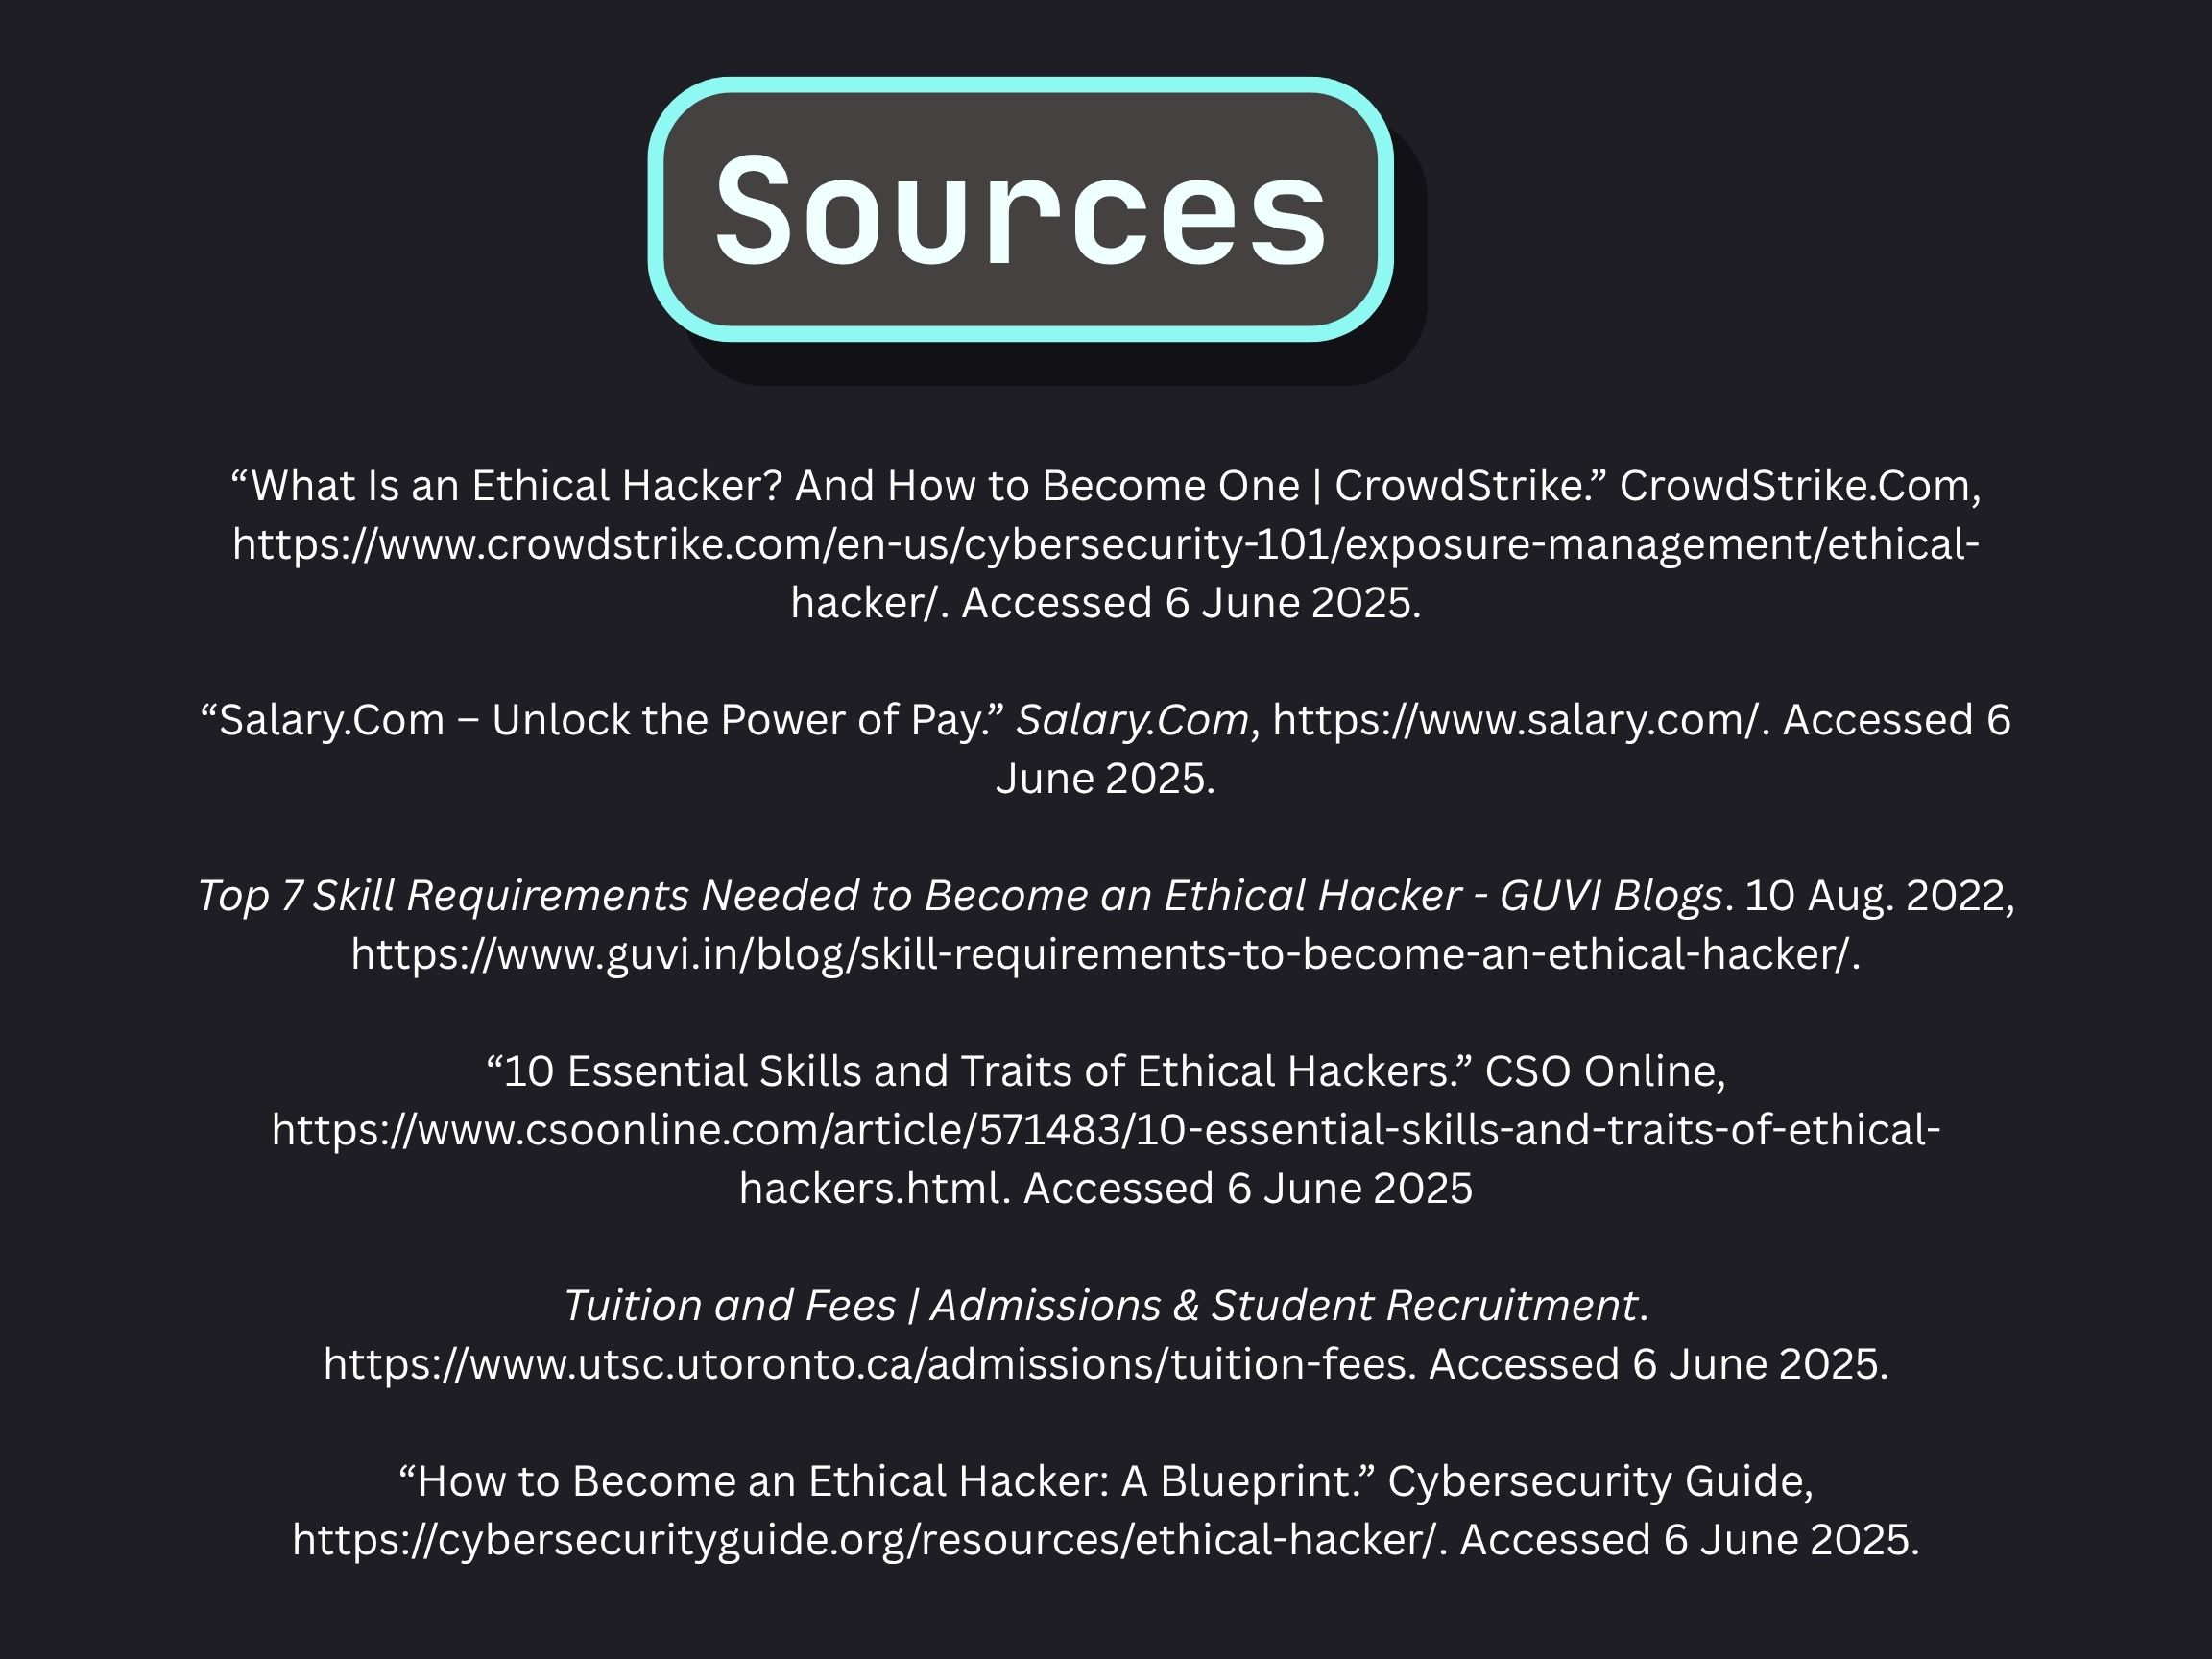 Sources
“What Is an Ethical Hacker? And How to Become One | CrowdStrike.” CrowdStrike.Com,
https://www.crowdstrike.com/en-us/cybersecurity-101/exposure-management/ethical-
hacker/. Accessed 6 June 2025.
“Salary.Com – Unlock the Power of Pay.” Salary.Com, https://www.salary.com/. Accessed 6
June 2025.
Top 7 Skill Requirements Needed to Become an Ethical Hacker - GUVI Blogs. 10 Aug. 2022,
https://www.guvi.in/blog/skill-requirements-to-become-an-ethical-hacker/.
“10 Essential Skills and Traits of Ethical Hackers.” CSO Online,
https://www.csoonline.com/article/571483/10-essential-skills-and-traits-of-ethical-
hackers.html. Accessed 6 June 2025
Tuition and Fees | Admissions & Student Recruitment.
https://www.utsc.utoronto.ca/admissions/tuition-fees. Accessed 6 June 2025.
“How to Become an Ethical Hacker: A Blueprint.” Cybersecurity Guide,
https://cybersecurityguide.org/resources/ethical-hacker/. Accessed 6 June 2025.